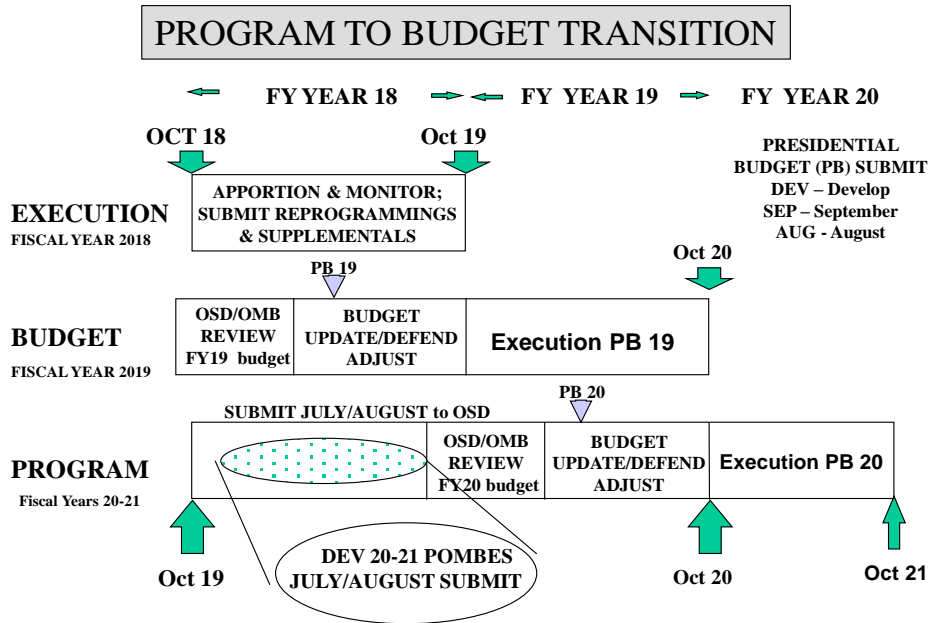 PROGRAM TO BUDGET TRANSITION
FY YEAR 18
FY YEAR 19
FY YEAR 20
OCT 18
Oct 19
PRESIDENTIAL
BUDGET (PB) SUBMIT
DEV – Develop
SEP – September
AUG - August
EXECUTION
FISCAL YEAR 2018
APPORTION & MONITOR;
SUBMIT REPROGRAMMINGS
& SUPPLEMENTALS
PB 19
Oct 20
BUDGET
FISCAL YEAR 2019
OSD/OMB
REVIEW
FY19 budget
BUDGET
UPDATE/DEFEND
ADJUST
Execution PB 19
PB 20
SUBMIT JULY/AUGUST to OSD
PROGRAM
Fiscal Years 20-21
OSD/OMB
REVIEW
FY20 budget
BUDGET
UPDATE/DEFEND
ADJUST
Execution PB 20
DEV 20-21 POMBES
JULY/AUGUST SUBMIT
Oct 19
Oct 20
Oct 21